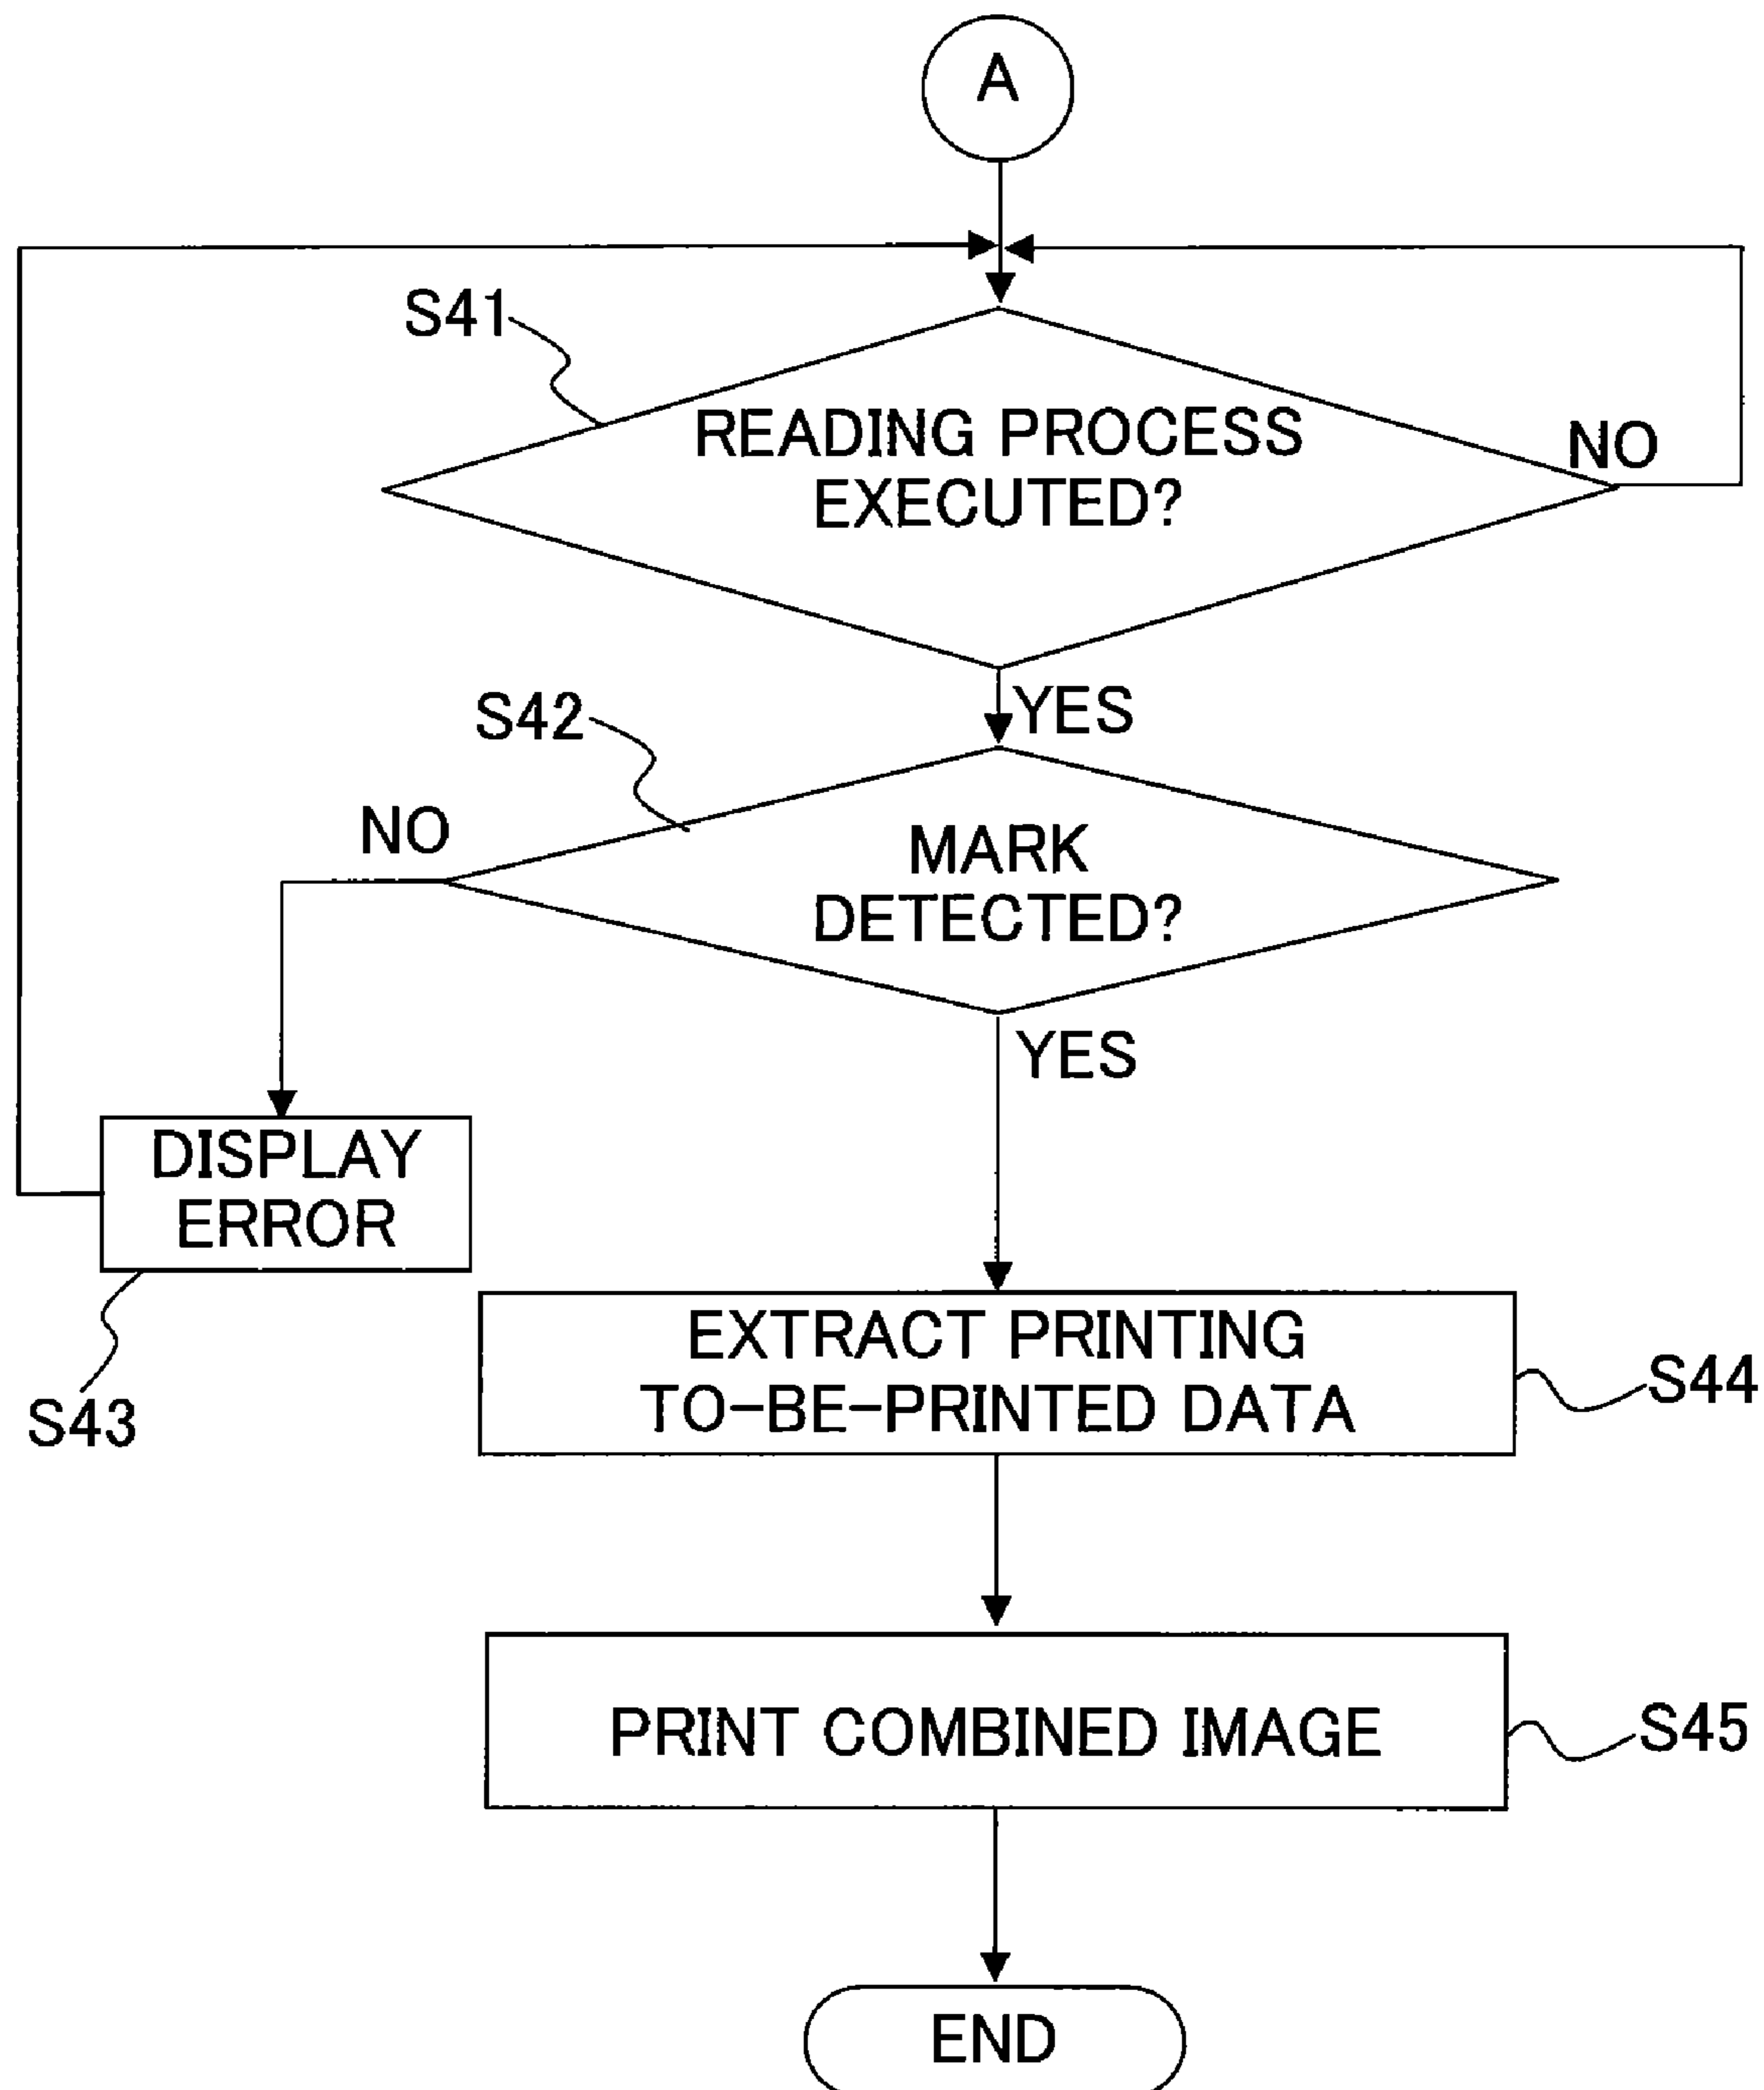 A
S41
READING PROCESS
EXECUTED?
NO
YES
S42
NO
MARK
DETECTED?
YES
DISPLAY
ERROR
S43
EXTRACT PRINTING
TO-BE-PRINTED DATA
S44
PRINT COMBINED IMAGE
S45
END